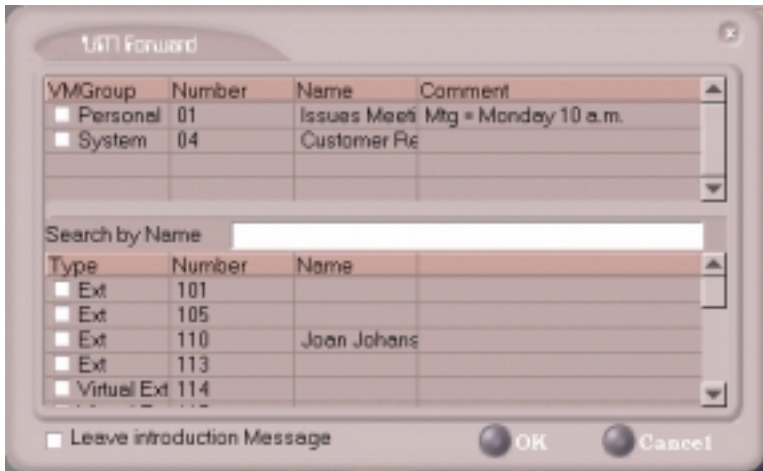 VM Forward
VMGroup Number Name Comment
Personal 01 Issues Meeti Mtg = Monday 10 a.m.
System 04 Customer Re
Search by Name
Type Number Name
Ext 101
Ext 105
Ext 110 Joan Johans
Ext 113
Virtual Ext 114
Leave introduction Message OK Cancel